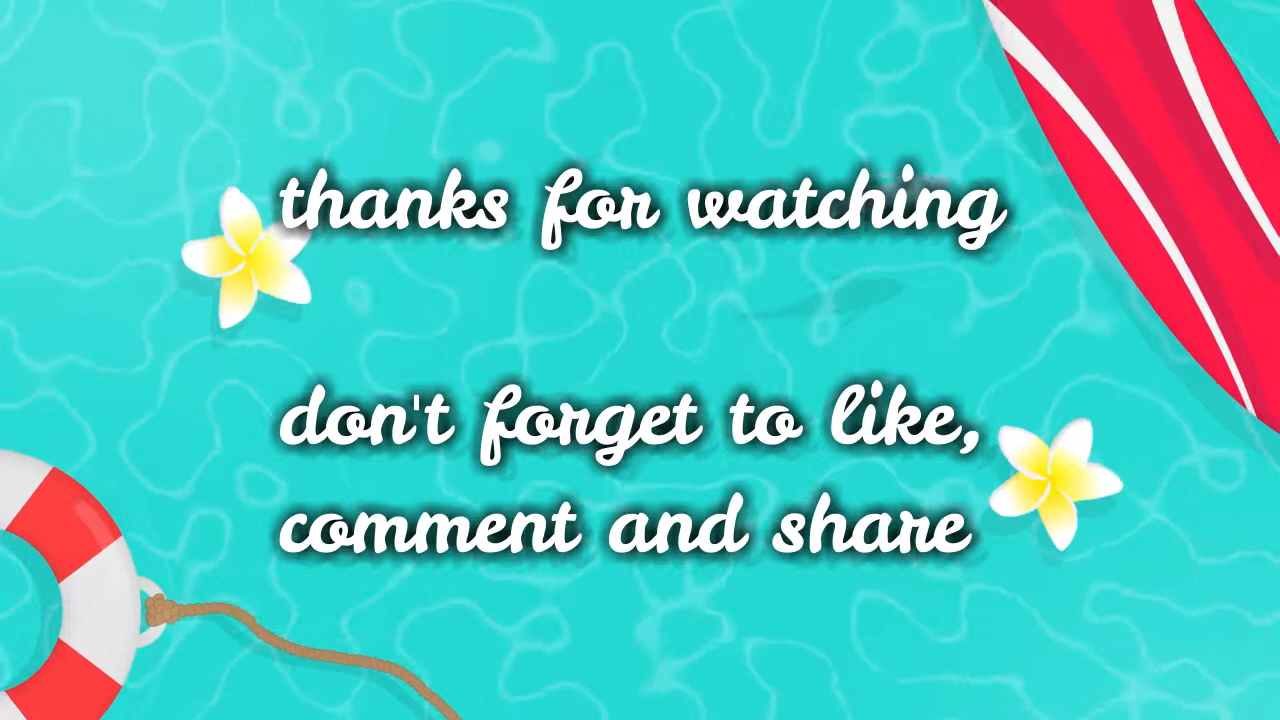 thanks for watching
don't forget to like,
comment and share